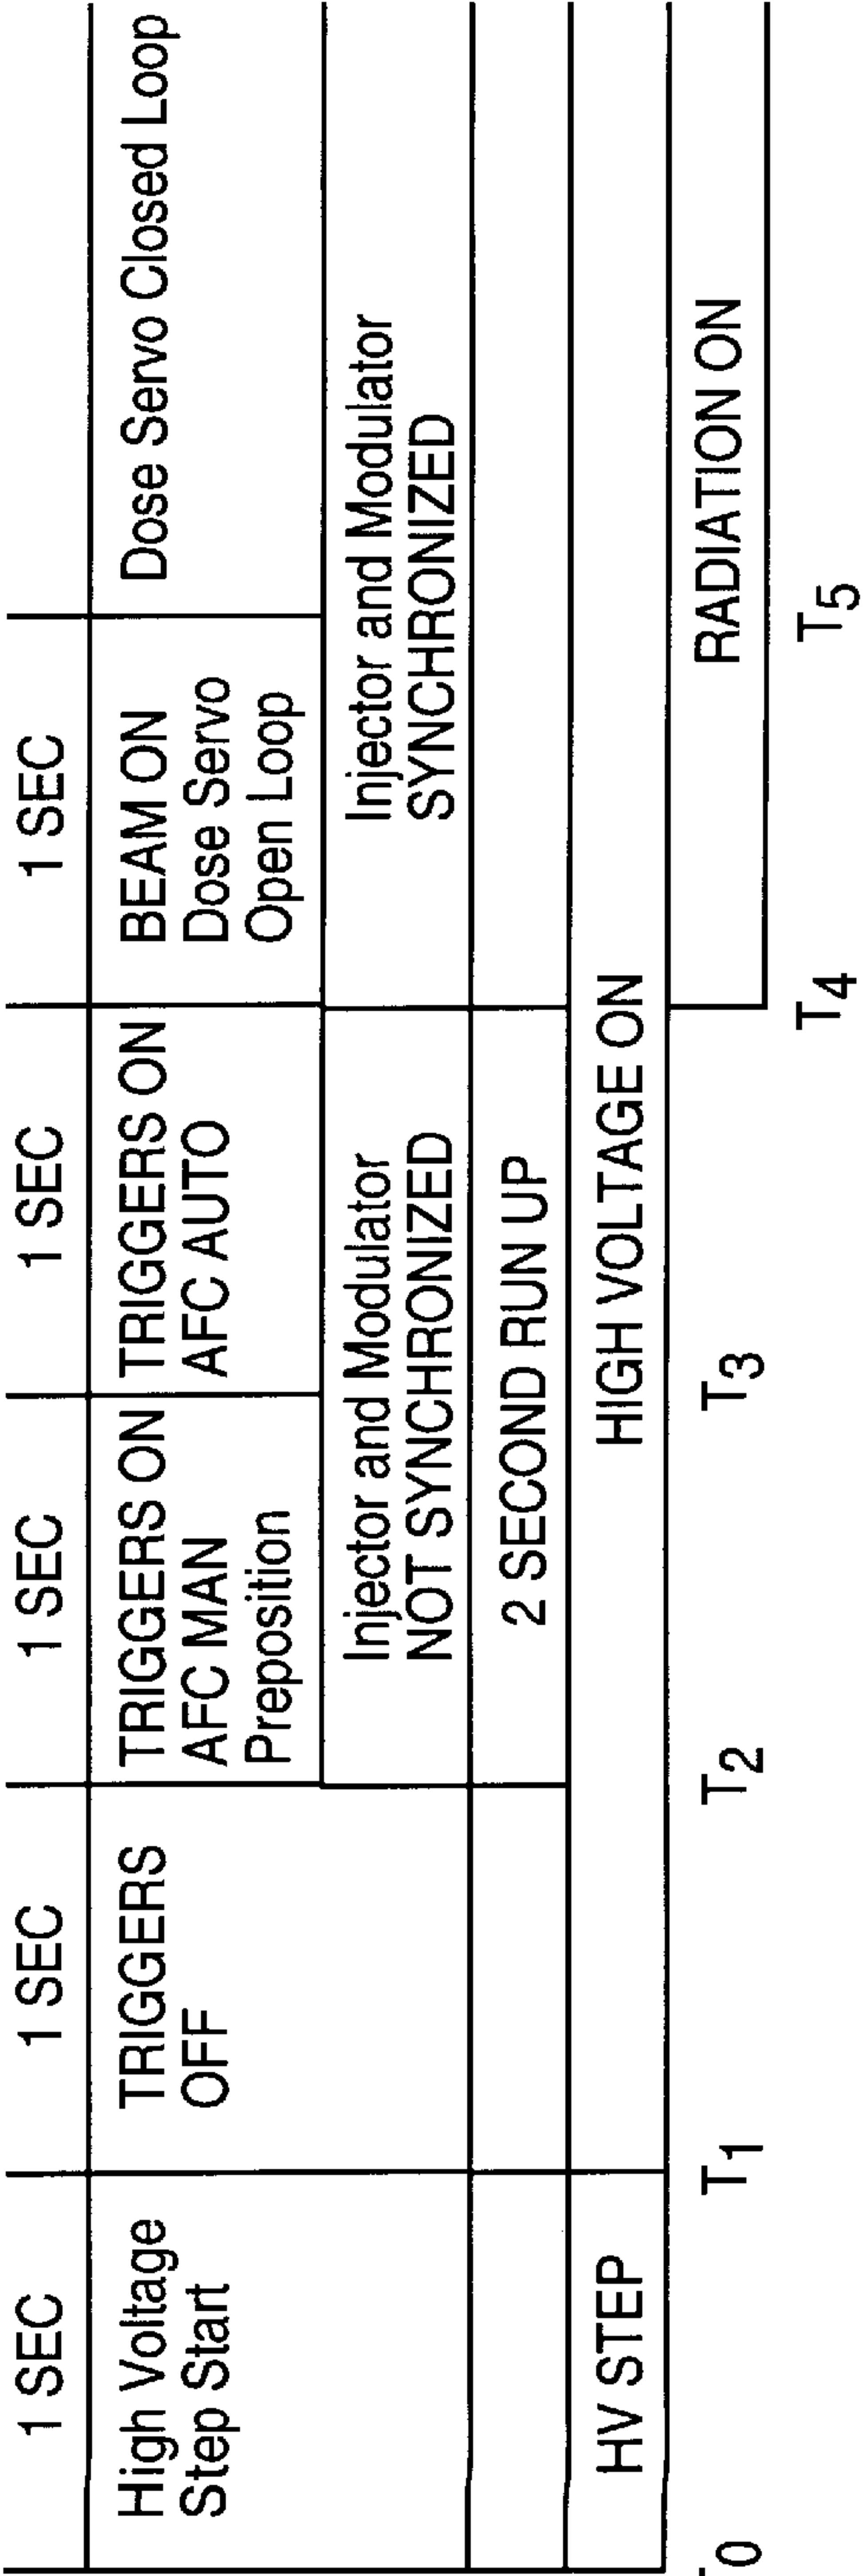 1 SEC
1 SEC
1 SEC
1 SEC
1 SEC
High Voltage
Step Start
TRIGGERS
OFF
TRIGGERS ON
AFC MAN
Preposition
TRIGGERS ON
AFC AUTO
BEAM ON
Dose Servo
Open Loop
Dose Servo Closed Loop
Injector and Modulator
NOT SYNCHRONIZED
Injector and Modulator
SYNCHRONIZED
2 SECOND RUN UP
HV STEP
HIGH VOLTAGE ON
RADIATION ON
T0
T1
T2
T3
T4
T5